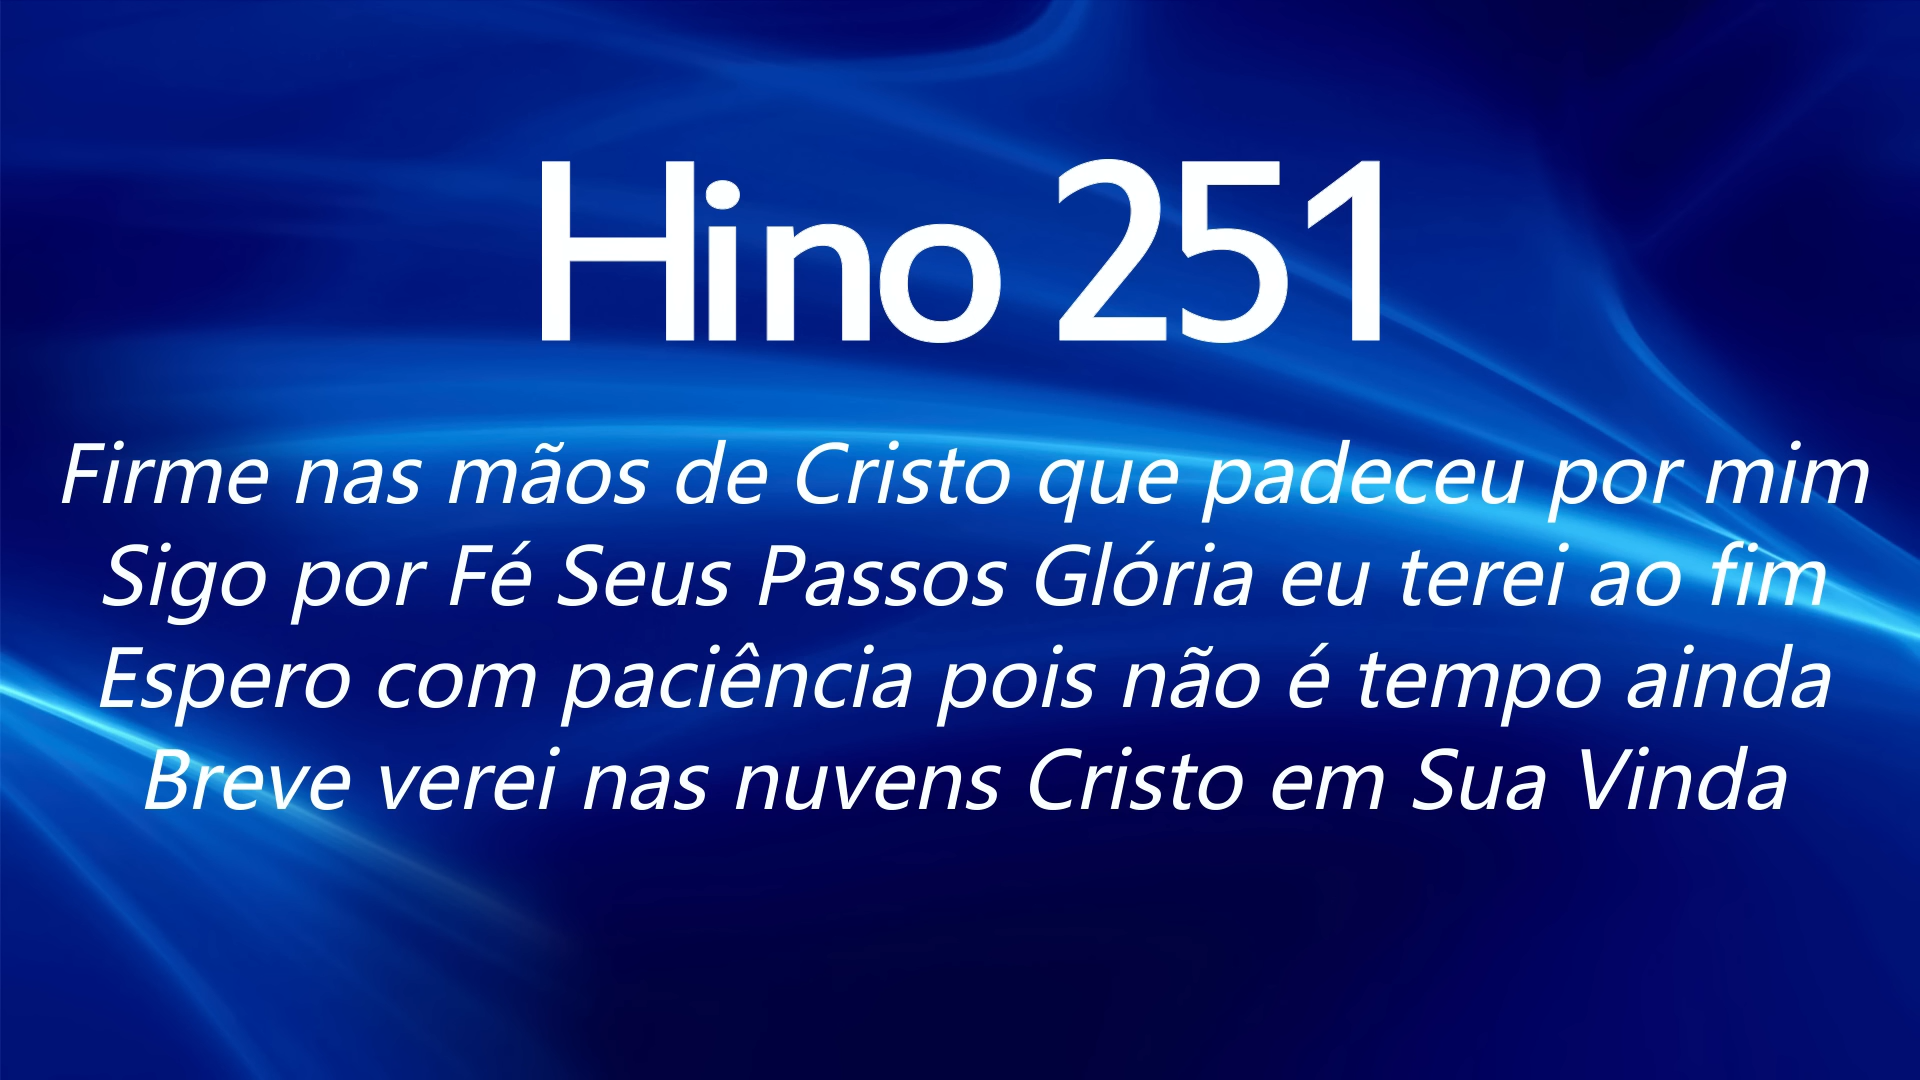 Hino 251
Firme nas mãos de Cristo que padeceu por mim
Sigo por Fé Seus Passos Glória eu terei ao fim
Espero com paciência pois não é tempo ainda
Breve verei nas nuvens Cristo em Sua Vinda